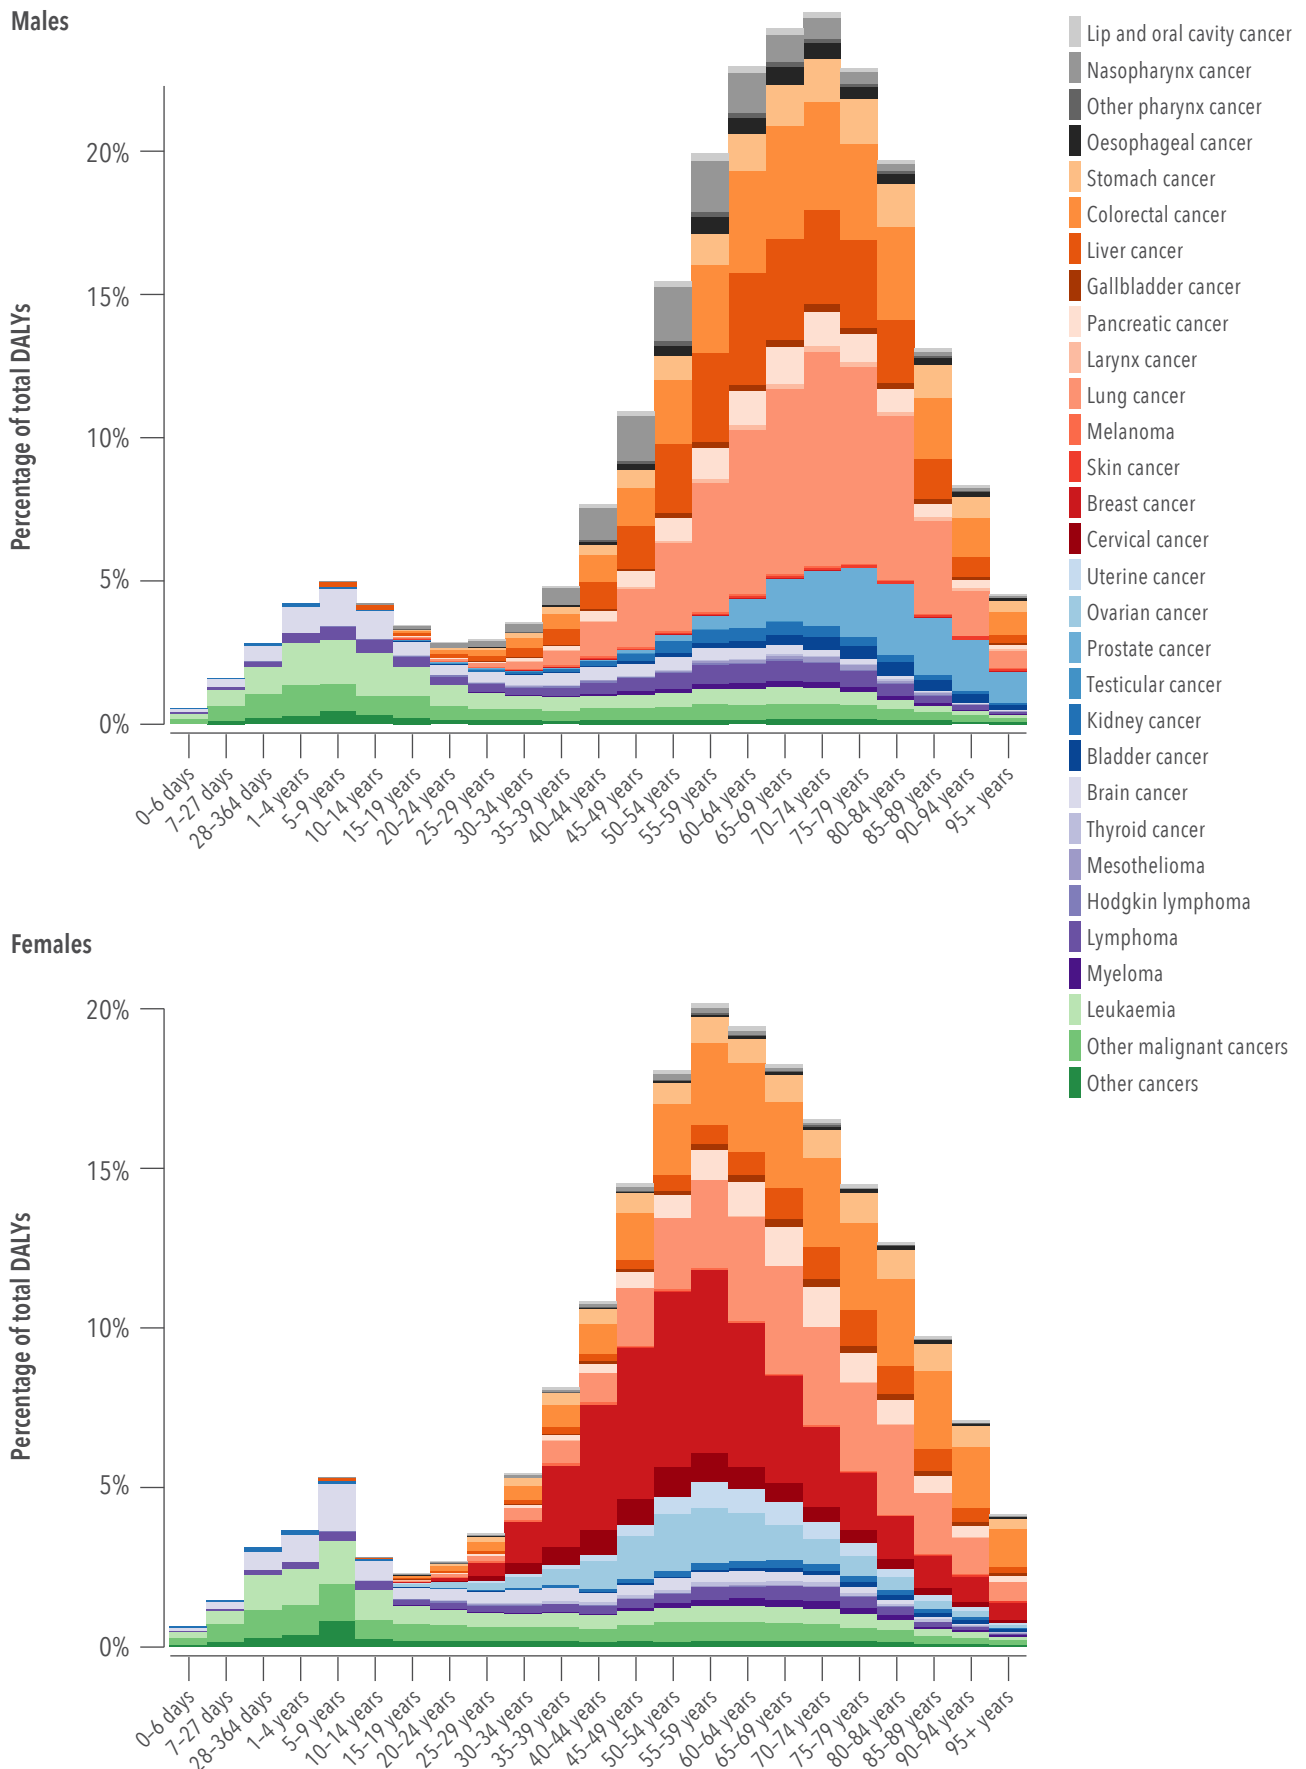 Males
Percentage of total DALYs
20%
15%
10%
5%
0%
0–6 days
7–27 days
28–364 days
1–4 years
5–9 years
10–14 years
15–19 years
20–24 years
25–29 years
30–34 years
35–39 years
40–44 years
45–49 years
50–54 years
55–59 years
60–64 years
65–69 years
70–74 years
75–79 years
80–84 years
85–89 years
90–94 years
95+ years
Lip and oral cavity cancer
Nasopharynx cancer
Other pharynx cancer
Oesophageal cancer
Stomach cancer
Colorectal cancer
Liver cancer
Gallbladder cancer
Pancreatic cancer
Larynx cancer
Lung cancer
Melanoma
Skin cancer
Breast cancer
Cervical cancer
Uterine cancer
Ovarian cancer
Prostate cancer
Testicular cancer
Kidney cancer
Bladder cancer
Brain cancer
Thyroid cancer
Mesothelioma
Hodgkin lymphoma
Lymphoma
Myeloma
Leukaemia
Other malignant cancers
Other cancers
Females
Percentage of total DALYs
20%
15%
10%
5%
0%
0–6 days
7–27 days
28–364 days
1–4 years
5–9 years
10–14 years
15–19 years
20–24 years
25–29 years
30–34 years
35–39 years
40–44 years
45–49 years
50–54 years
55–59 years
60–64 years
65–69 years
70–74 years
75–79 years
80–84 years
85–89 years
90–94 years
95+ years